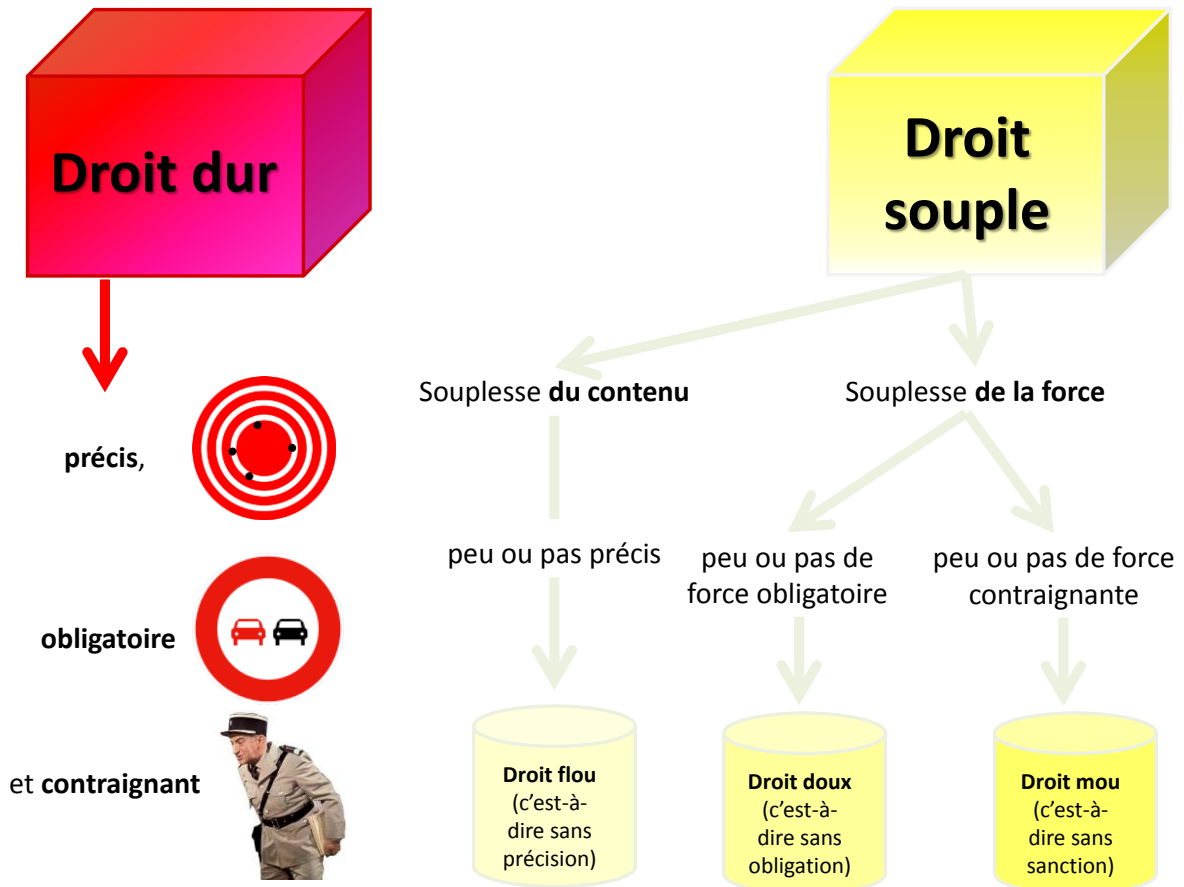 Droit dur
Droit
souple
précis,
obligatoire
et contraignant
Souplesse du contenu
Souplesse de la force
peu ou pas précis
peu ou pas de
force obligatoire
peu ou pas de force
contraignante
Droit flou
(c'est-à-
dire sans
précision)
Droit doux
(c'est-à-
dire sans
obligation)
Droit mou
(c'est-à-
dire sans
sanction)